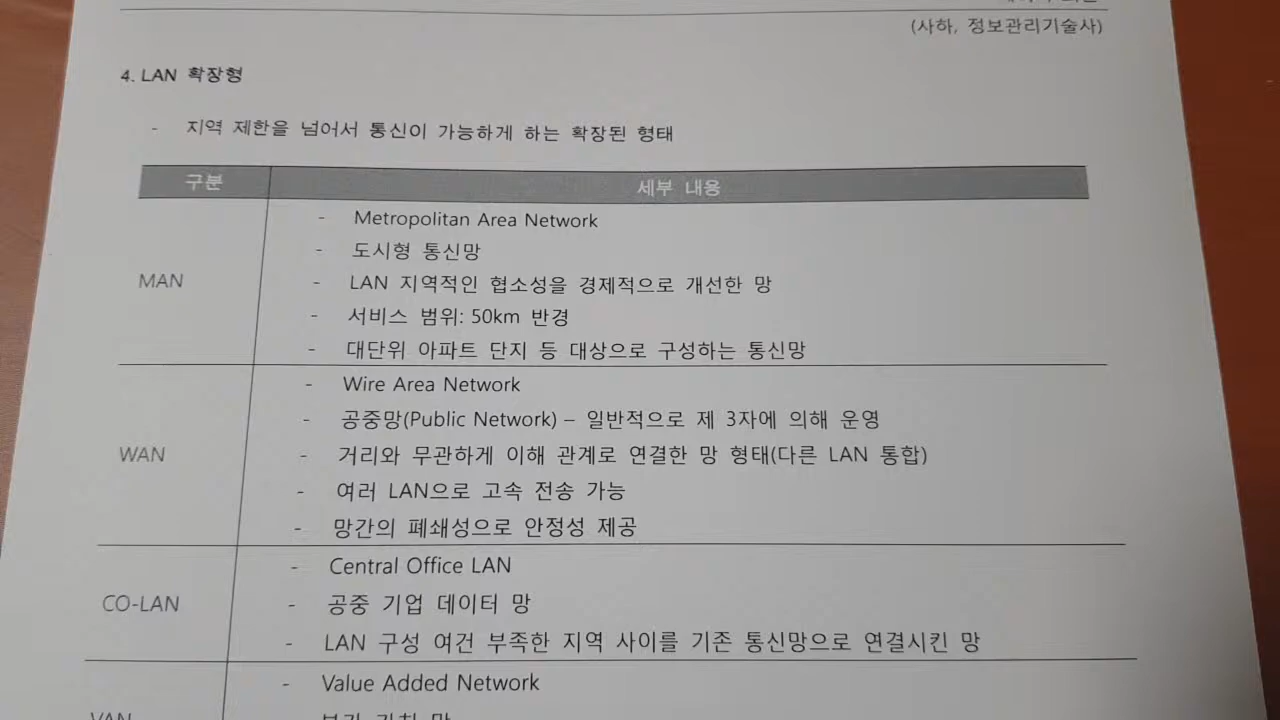 (사하, 정보관리기술사)
4. LAN 확장형
- 지역 제한을 넘어서 통신이 가능하게 하는 확장된 형태
구분 세부 내용
MAN
- Metropolitan Area Network
- 도시형 통신망
- LAN 지역적인 협소성을 경제적으로 개선한 망
- 서비스 범위: 50km 반경
- 대단위 아파트 단지 등 대상으로 구성하는 통신망
WAN
- Wire Area Network
- 공중망(Public Network) – 일반적으로 제 3자에 의해 운영
- 거리와 무관하게 이해 관계로 연결한 망 형태(다른 LAN 통합)
- 여러 LAN으로 고속 전송 가능
- 망간의 폐쇄성으로 안정성 제공
CO-LAN
- Central Office LAN
- 공중 기업 데이터 망
- LAN 구성 여건 부족한 지역 사이를 기존 통신망으로 연결시킨 망
VAN
- Value Added Network